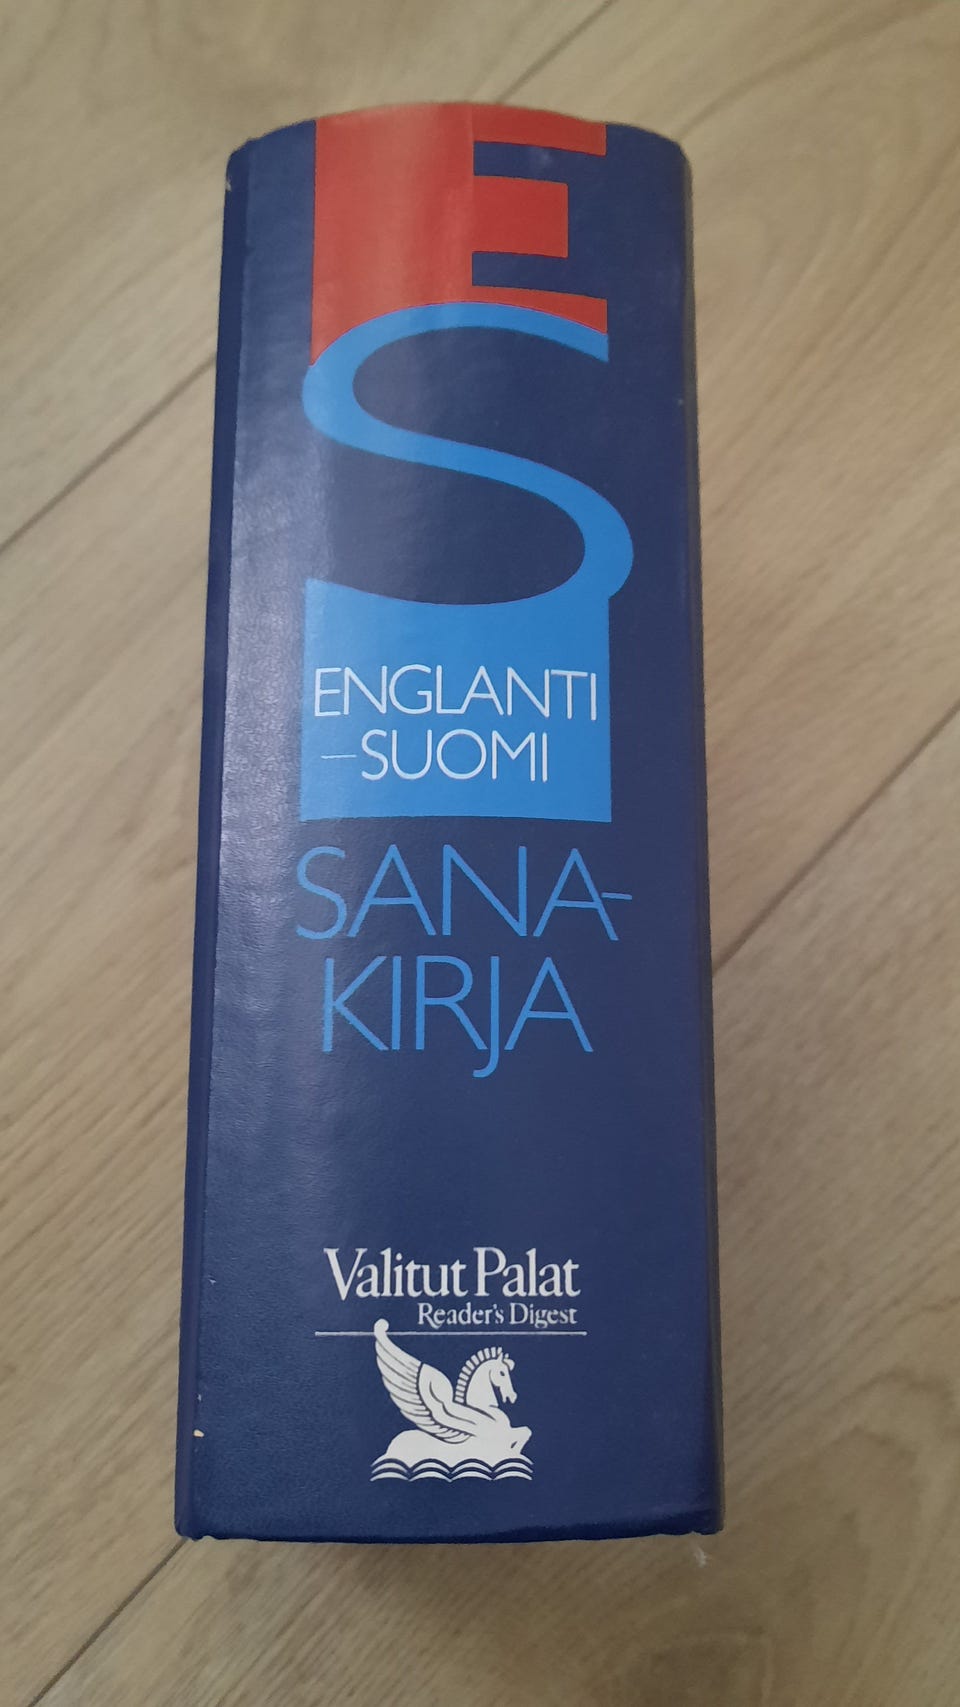 E
S
ENGLANTI
–SUOMI
SANA-
KIRJA
Valitut Palat
Reader's Digest